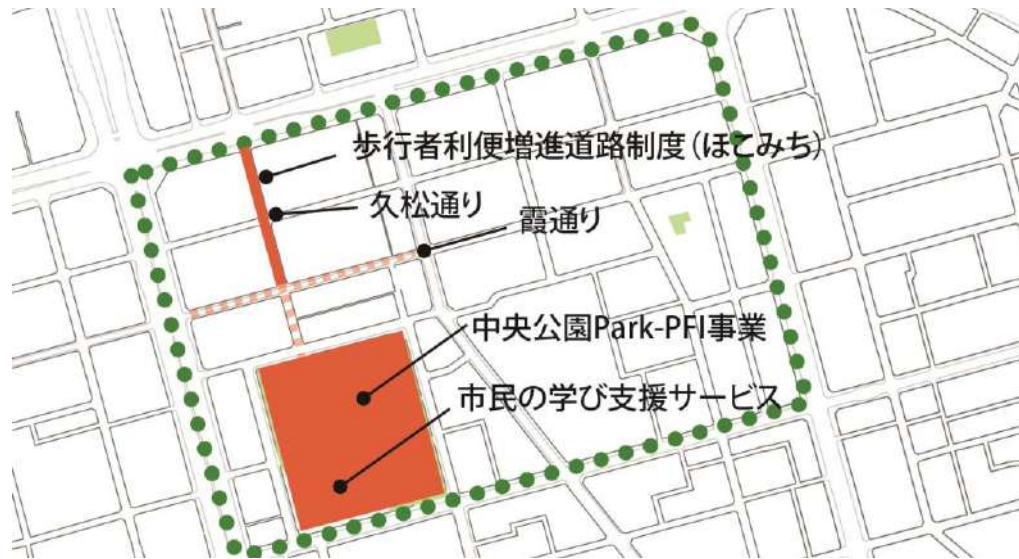 歩行者利便増進道路制度(ほこみち)
久松通り
霞通り
中央公園Park-PFI事業
市民の学び支援サービス